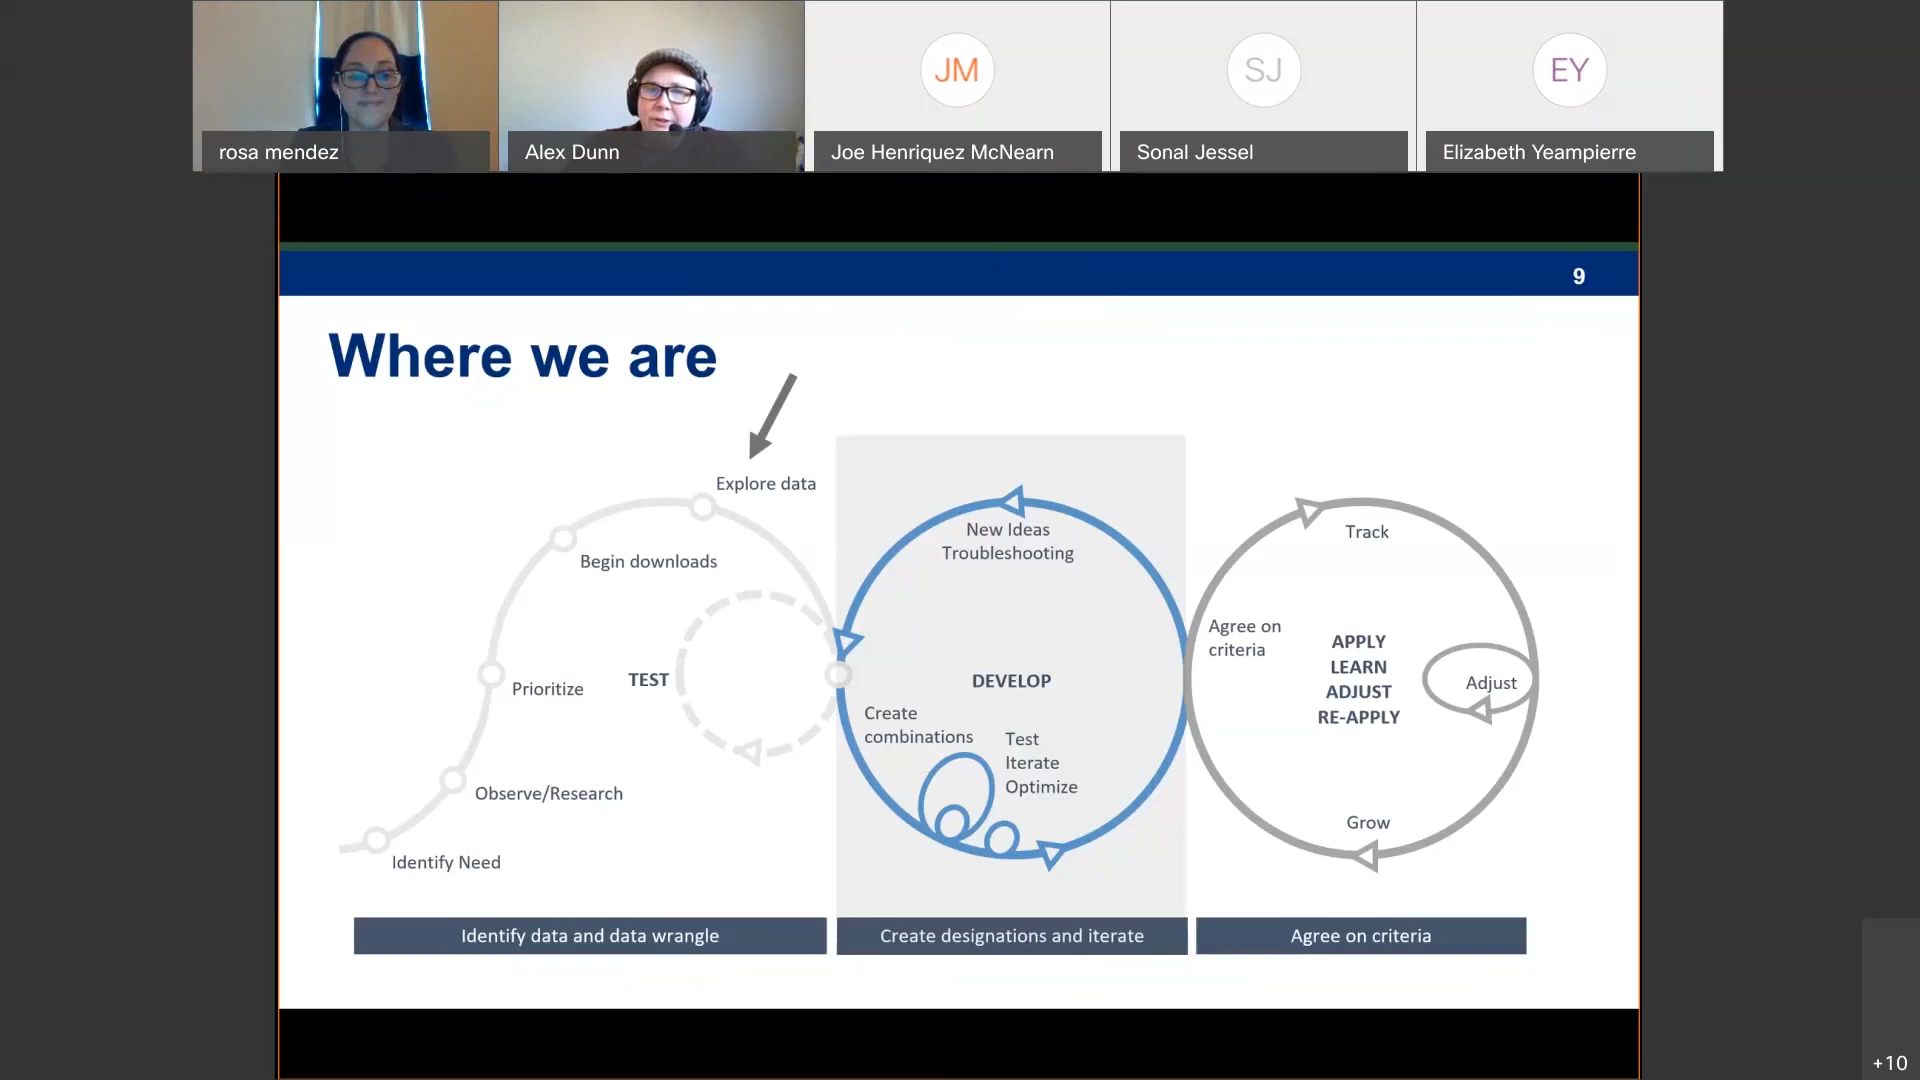 JM
SJ
EY
rosa mendez
Alex Dunn
Joe Henriquez McNearn
Sonal Jessel
Elizabeth Yeampierre
9
Where we are
Explore data
Begin downloads
Prioritize
TEST
Observe/Research
Identify Need
New Ideas
Troubleshooting
DEVELOP
Create
combinations
Test
Iterate
Optimize
Track
Agree on
criteria
APPLY
LEARN
ADJUST
RE-APPLY
Adjust
Grow
Identify data and data wrangle
Create designations and iterate
Agree on criteria
+10